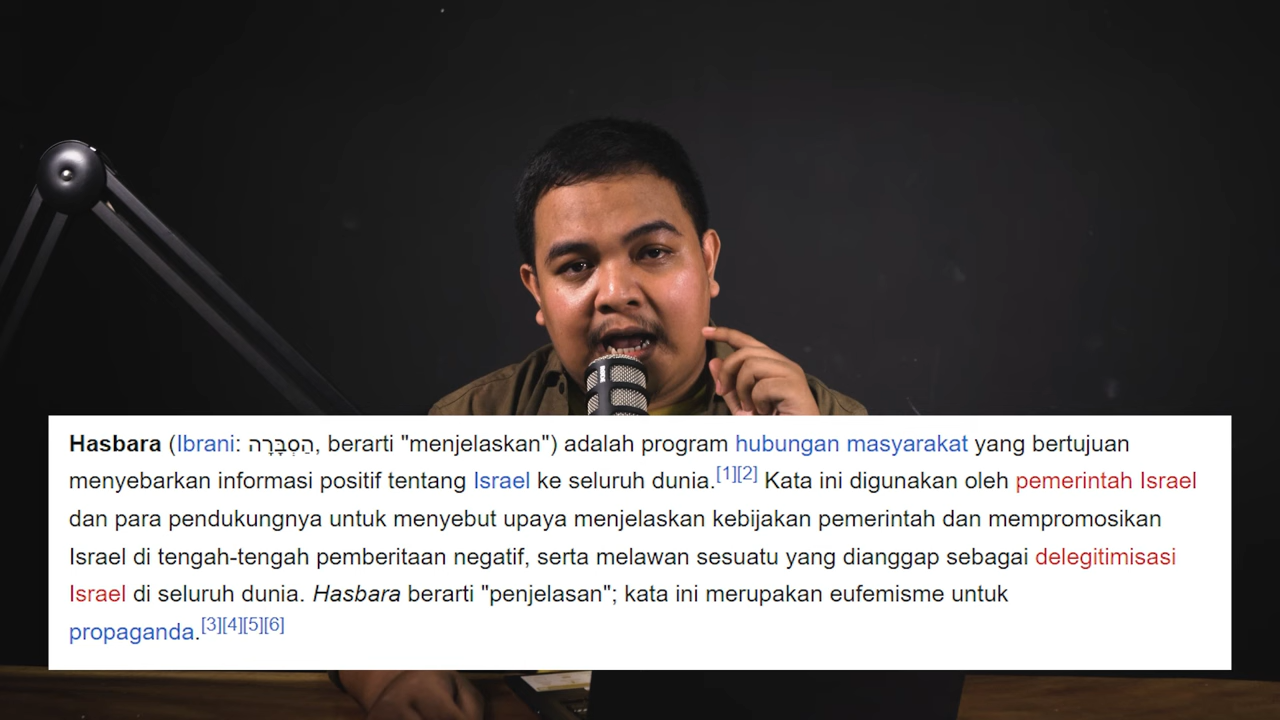 Hasbara (Ibrani: הַסְבָּרָה, berarti "menjelaskan") adalah program hubungan masyarakat yang bertujuan
menyebarkan informasi positif tentang Israel ke seluruh dunia.[1][2] Kata ini digunakan oleh pemerintah Israel
dan para pendukungnya untuk menyebut upaya menjelaskan kebijakan pemerintah dan mempromosikan
Israel di tengah-tengah pemberitaan negatif, serta melawan sesuatu yang dianggap sebagai delegitimisasi
Israel di seluruh dunia. Hasbara berarti "penjelasan"; kata ini merupakan eufemisme untuk
propaganda.[3][4][5][6]